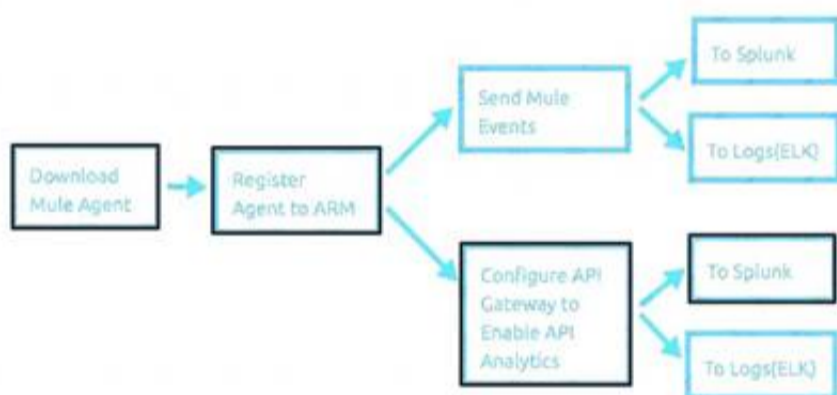 Download
Mule Agent
Register
Agent to ARM
Send Mule
Events
To Splunk
To Logs(ELK)
Configure API
Gateway to
Enable API
Analytics
To Splunk
To Logs(ELK)